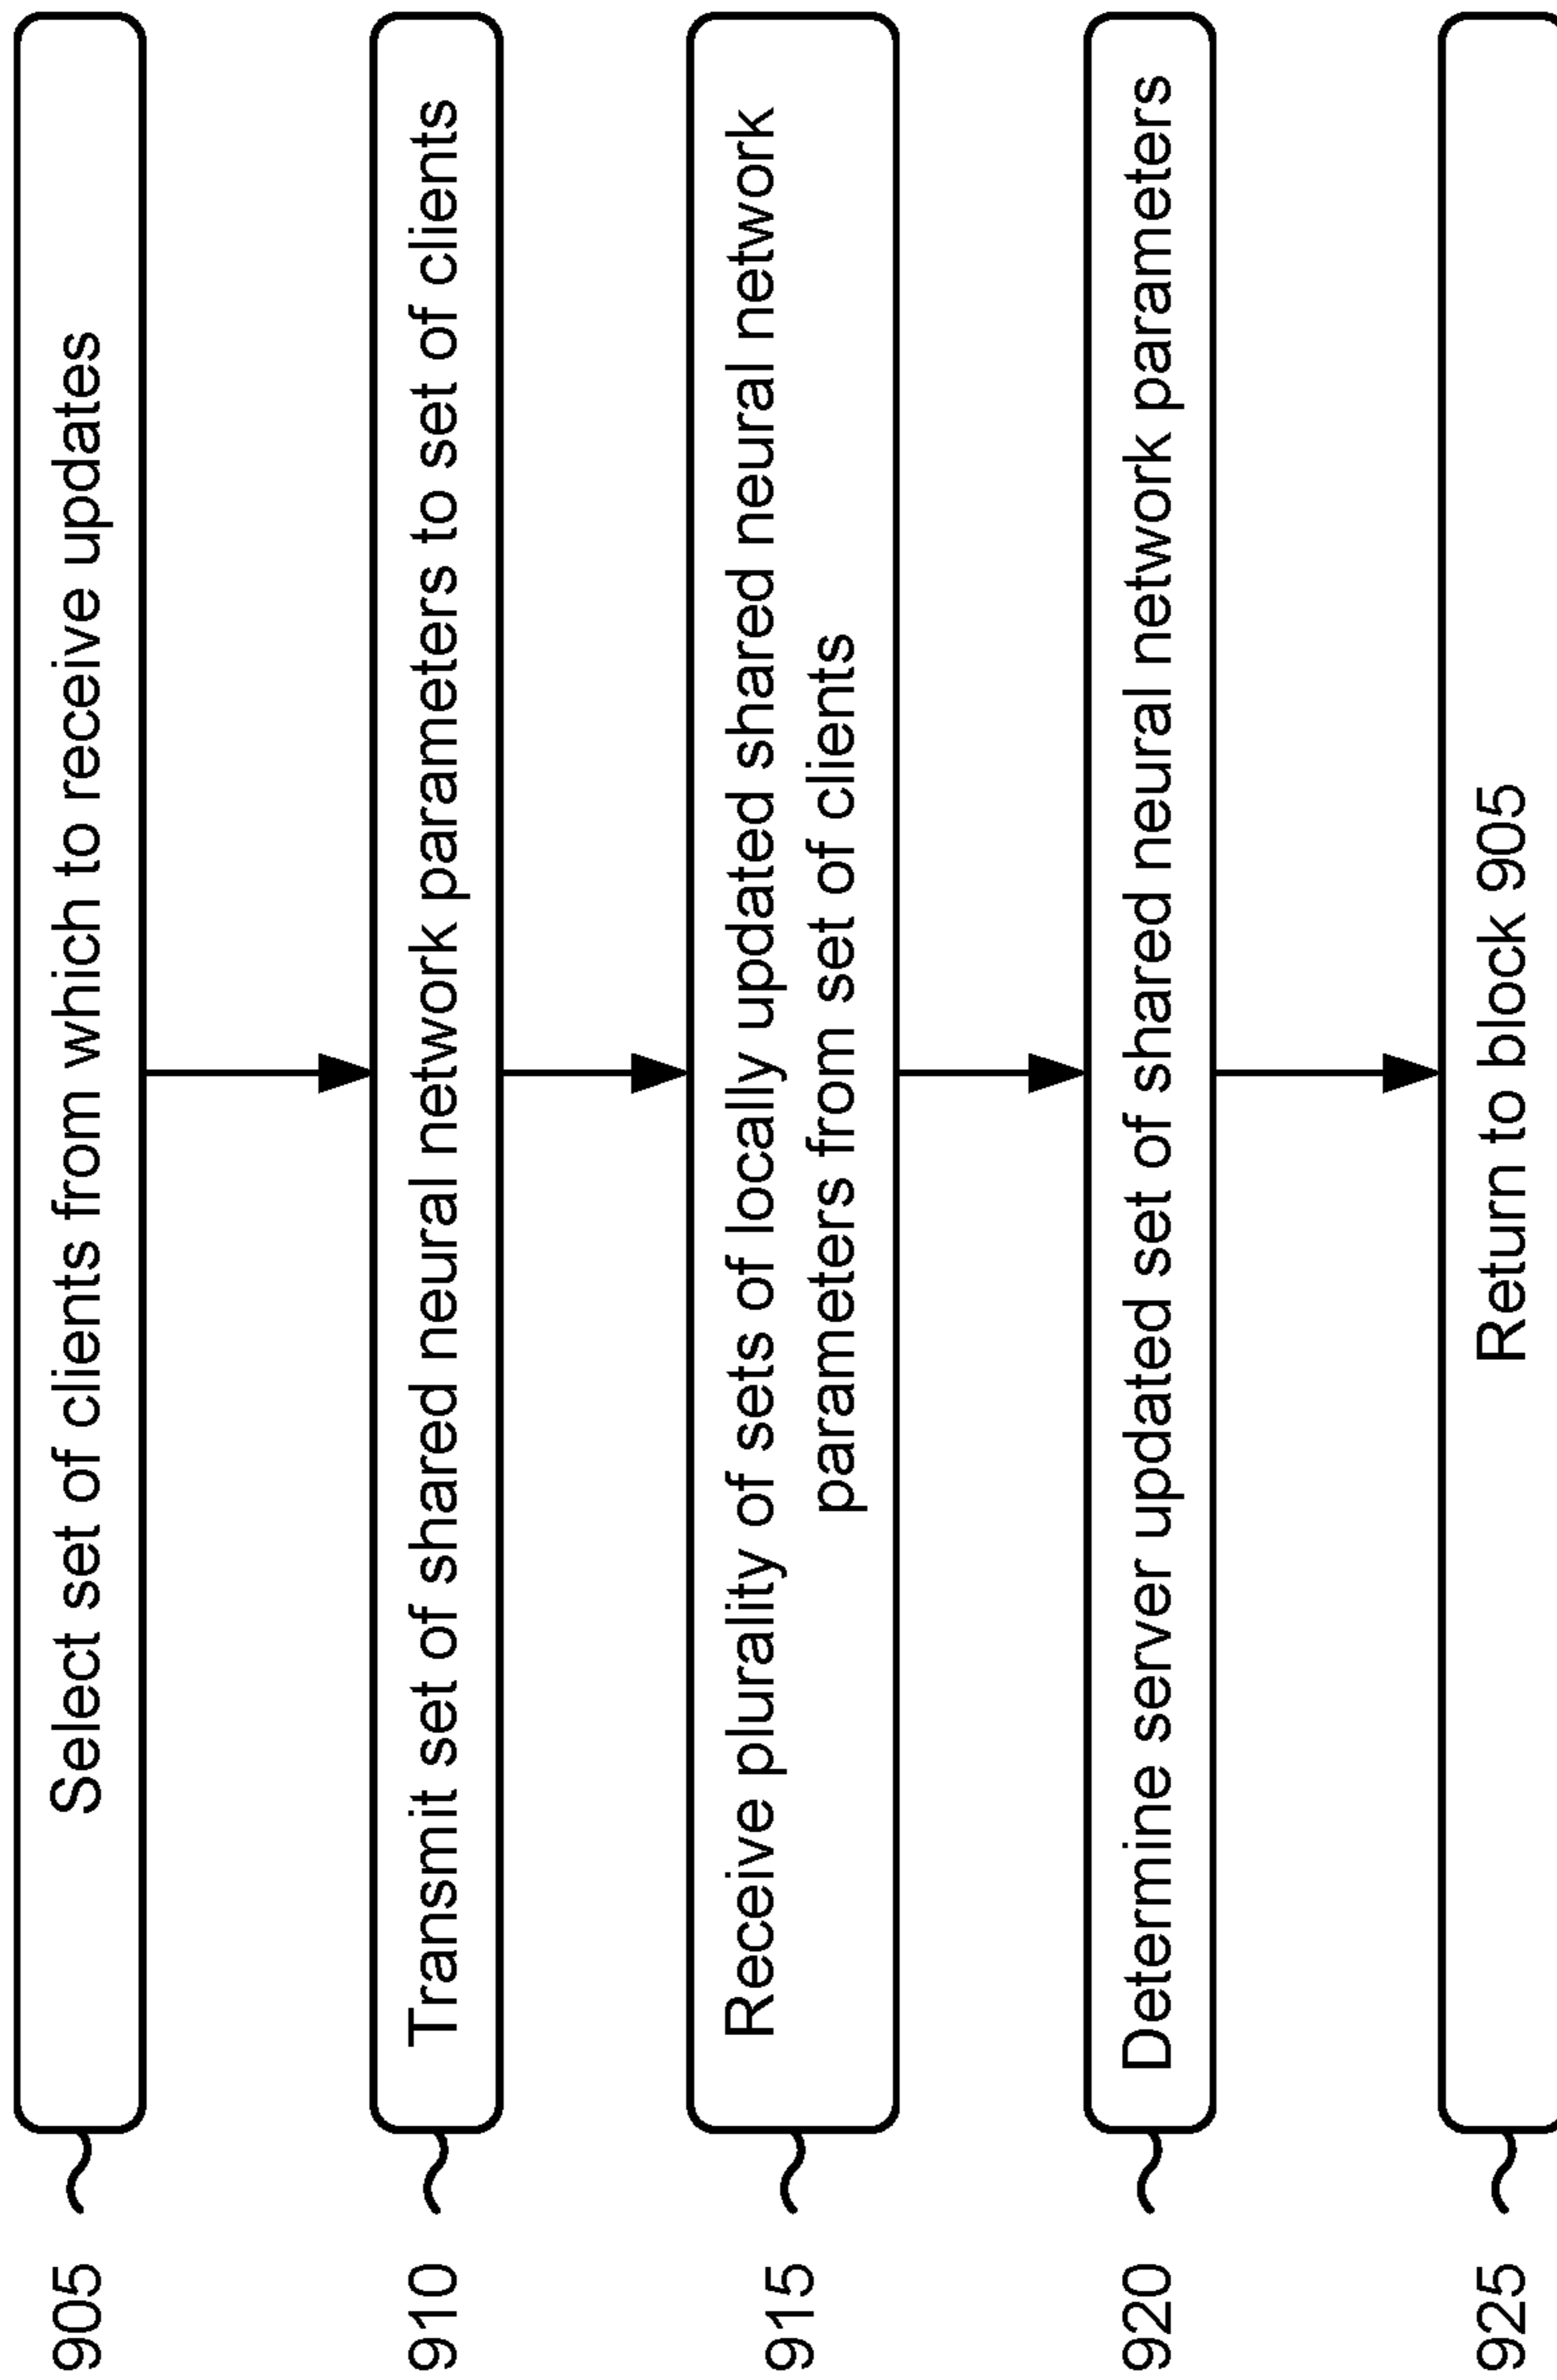 905
Select set of clients from which to receive updates
910
Transmit set of shared neural network parameters to set of clients
915
Receive plurality of sets of locally updated shared neural network
parameters from set of clients
920
Determine server updated set of shared neural network parameters
925
Return to block 905